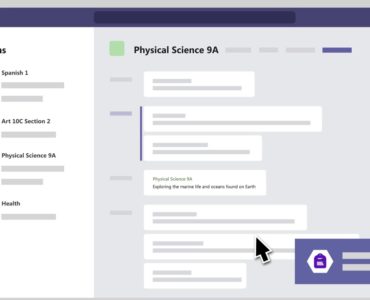 ns
Spanish 1
Art 10C Section 2
Physical Science 9A
Health
Physical Science 9A
Physical Science 9A
Exploring the marine life and oceans found on Earth